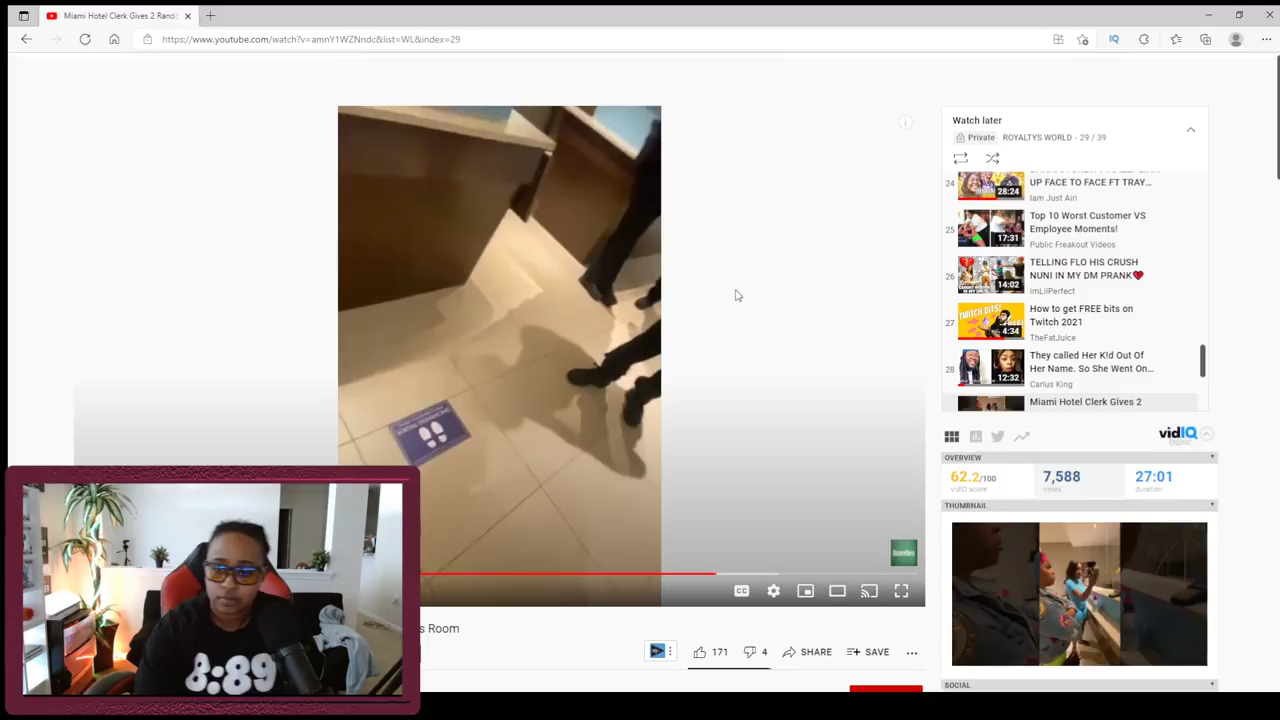 Miami Hotel Clerk Gives 2 Rand
https://www.youtube.com/watch?v=amnY1WZNndc&list=WL&index=29
IQ
Watch later
Private
ROYALTYS WORLD - 29 / 39
24
28:24
UP FACE TO FACE FT TRAY...
Iam Just Airi
25
17:31
Top 10 Worst Customer VS
Employee Moments!
Public Freakout Videos
26
14:02
TELLING FLO HIS CRUSH
NUNI IN MY DM PRANK💔
imLilPerfect
27
TWITCH BITS!
4:34
How to get FREE bits on
Twitch 2021
TheFatJuice
28
12:32
They called Her K!d Out Of
Her Name. So She Went On...
Carlus King
Miami Hotel Clerk Gives 2
vidIQ
OVERVIEW
62.2/100
vidIQ score
7,588
views
27:01
duration
THUMBNAIL
SOCIAL
CC
s Room
171
4
SHARE
SAVE
8:89